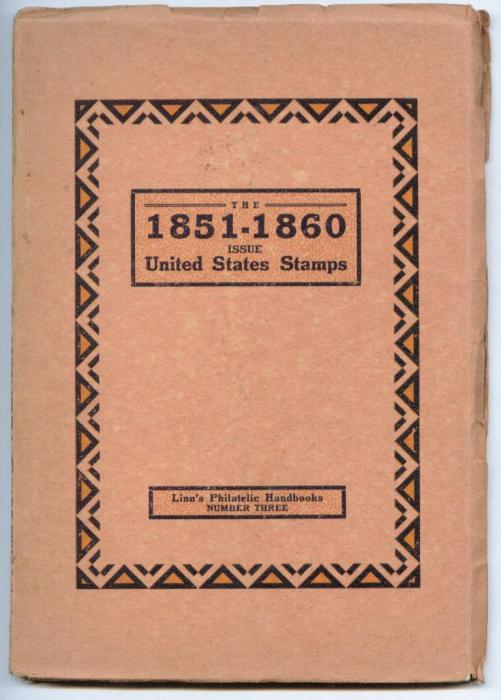 THE
1851-1860
ISSUE
United States Stamps
Linn's Philatelic Handbooks
NUMBER THREE